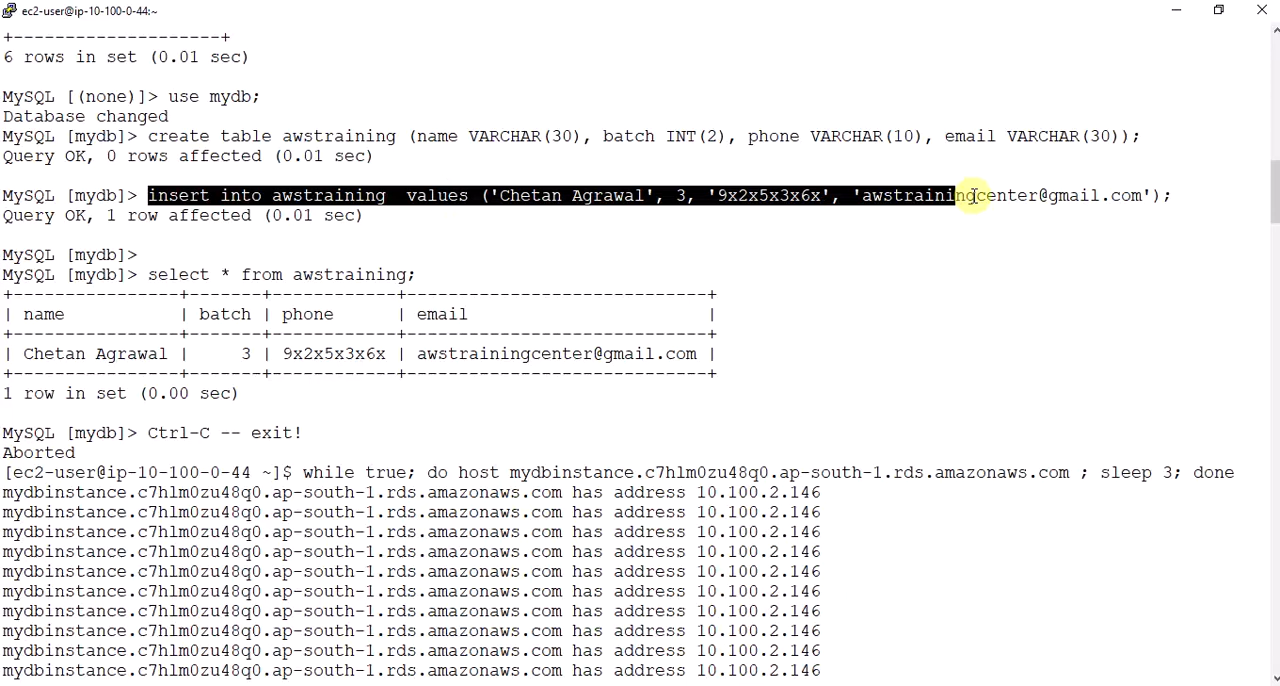 ec2-user@ip-10-100-0-44:~
+--------------------+
6 rows in set (0.01 sec)
MySQL [(none)]> use mydb;
Database changed
MySQL [mydb]> create table awstraining (name VARCHAR(30), batch INT(2), phone VARCHAR(10), email VARCHAR(30));
Query OK, 0 rows affected (0.01 sec)
MySQL [mydb]> insert into awstraining  values ('Chetan Agrawal', 3, '9x2x5x3x6x', 'awstrainingcenter@gmail.com');
Query OK, 1 row affected (0.01 sec)
MySQL [mydb]>
MySQL [mydb]> select * from awstraining;
+----------------+-------+------------+-----------------------------+
| name           | batch | phone      | email                       |
+----------------+-------+------------+-----------------------------+
| Chetan Agrawal |     3 | 9x2x5x3x6x | awstrainingcenter@gmail.com |
+----------------+-------+------------+-----------------------------+
1 row in set (0.00 sec)
MySQL [mydb]> Ctrl-C -- exit!
Aborted
[ec2-user@ip-10-100-0-44 ~]$ while true; do host mydbinstance.c7hlm0zu48q0.ap-south-1.rds.amazonaws.com ; sleep 3; done
mydbinstance.c7hlm0zu48q0.ap-south-1.rds.amazonaws.com has address 10.100.2.146
mydbinstance.c7hlm0zu48q0.ap-south-1.rds.amazonaws.com has address 10.100.2.146
mydbinstance.c7hlm0zu48q0.ap-south-1.rds.amazonaws.com has address 10.100.2.146
mydbinstance.c7hlm0zu48q0.ap-south-1.rds.amazonaws.com has address 10.100.2.146
mydbinstance.c7hlm0zu48q0.ap-south-1.rds.amazonaws.com has address 10.100.2.146
mydbinstance.c7hlm0zu48q0.ap-south-1.rds.amazonaws.com has address 10.100.2.146
mydbinstance.c7hlm0zu48q0.ap-south-1.rds.amazonaws.com has address 10.100.2.146
mydbinstance.c7hlm0zu48q0.ap-south-1.rds.amazonaws.com has address 10.100.2.146
mydbinstance.c7hlm0zu48q0.ap-south-1.rds.amazonaws.com has address 10.100.2.146
mydbinstance.c7hlm0zu48q0.ap-south-1.rds.amazonaws.com has address 10.100.2.146